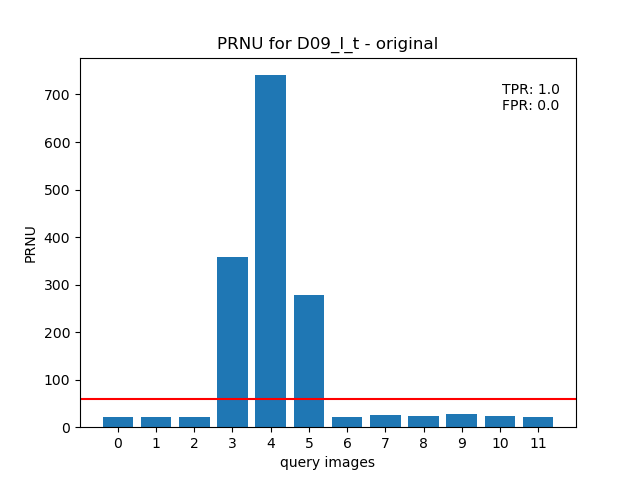 PRNU for D09_I_t - original
TPR: 1.0
FPR: 0.0
PRNU
700
600
500
400
300
200
100
0
0 1 2 3 4 5 6 7 8 9 10 11
query images